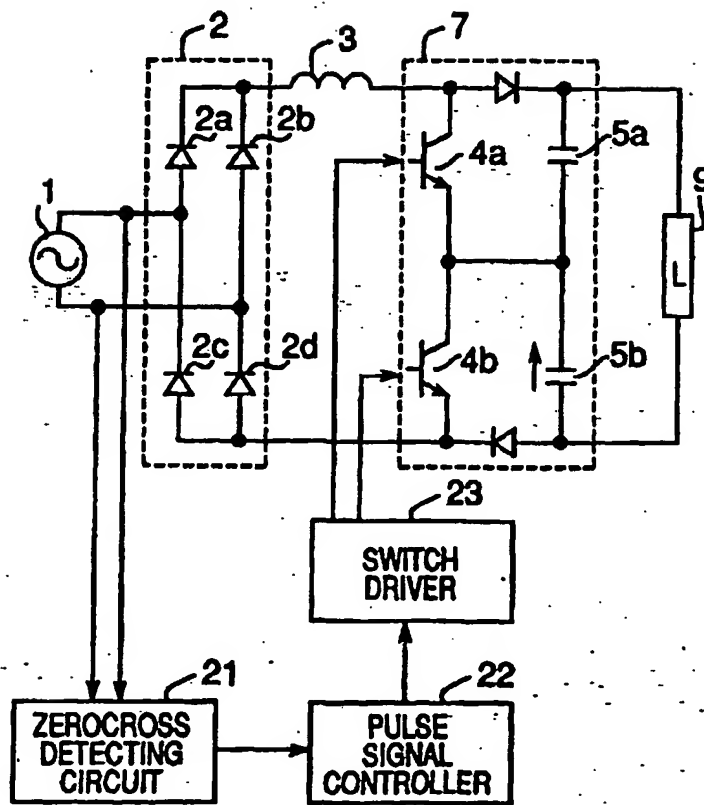 2
3
7
2a
2b
4a
5a
9
1
L
2c
2d
4b
5b
23
SWITCH
DRIVER
21
22
ZEROCROSS
DETECTING
CIRCUIT
PULSE
SIGNAL
CONTROLLER